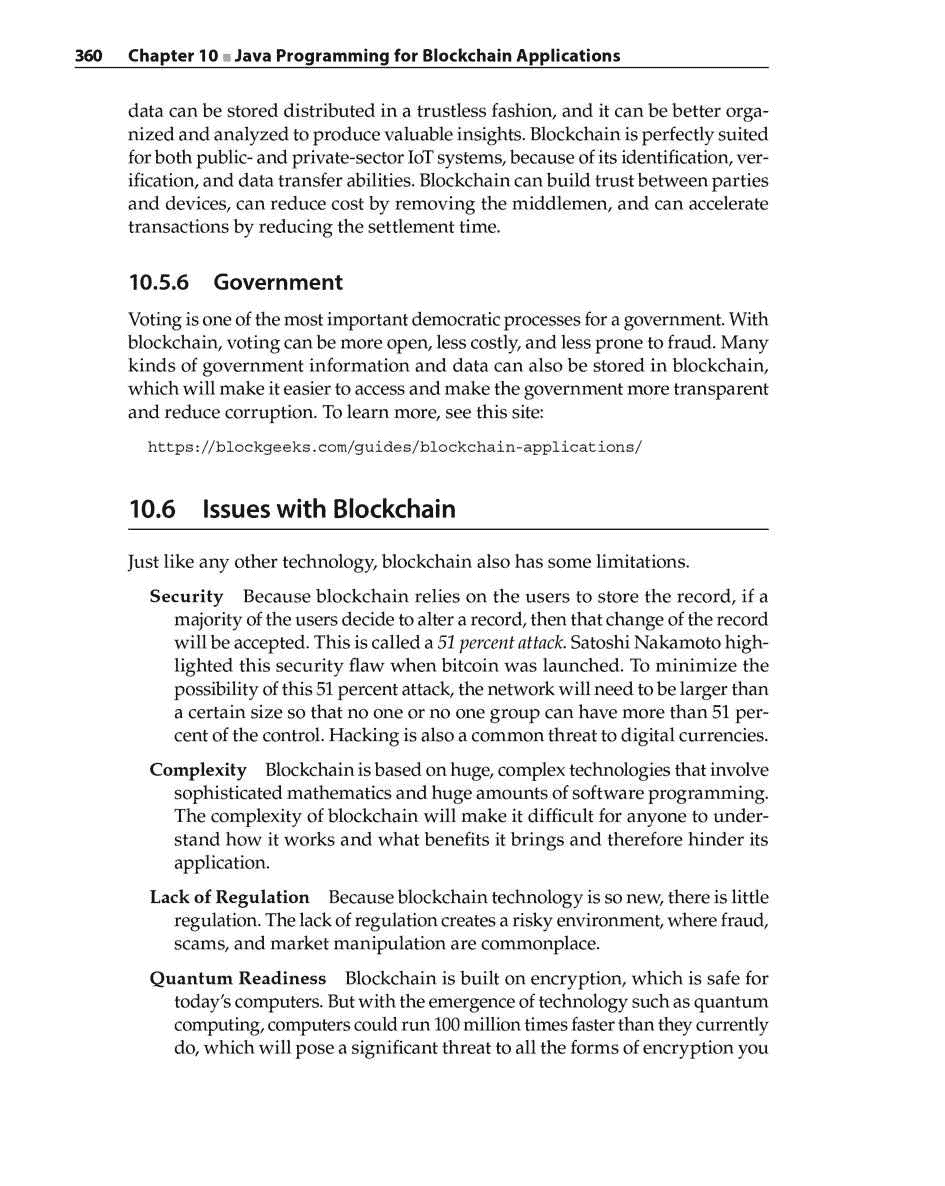 360 Chapter 10 ■ Java Programming for Blockchain Applications
data can be stored distributed in a trustless fashion, and it can be better orga-
nized and analyzed to produce valuable insights. Blockchain is perfectly suited
for both public- and private-sector IoT systems, because of its identification, ver-
ification, and data transfer abilities. Blockchain can build trust between parties
and devices, can reduce cost by removing the middlemen, and can accelerate
transactions by reducing the settlement time.
10.5.6 Government
Voting is one of the most important democratic processes for a government. With
blockchain, voting can be more open, less costly, and less prone to fraud. Many
kinds of government information and data can also be stored in blockchain,
which will make it easier to access and make the government more transparent
and reduce corruption. To learn more, see this site:
https://blockgeeks.com/guides/blockchain-applications/
10.6 Issues with Blockchain
Just like any other technology, blockchain also has some limitations.
Security Because blockchain relies on the users to store the record, if a
majority of the users decide to alter a record, then that change of the record
will be accepted. This is called a 51 percent attack. Satoshi Nakamoto high-
lighted this security flaw when bitcoin was launched. To minimize the
possibility of this 51 percent attack, the network will need to be larger than
a certain size so that no one or no one group can have more than 51 per-
cent of the control. Hacking is also a common threat to digital currencies.
Complexity Blockchain is based on huge, complex technologies that involve
sophisticated mathematics and huge amounts of software programming.
The complexity of blockchain will make it difficult for anyone to under-
stand how it works and what benefits it brings and therefore hinder its
application.
Lack of Regulation Because blockchain technology is so new, there is little
regulation. The lack of regulation creates a risky environment, where fraud,
scams, and market manipulation are commonplace.
Quantum Readiness Blockchain is built on encryption, which is safe for
today's computers. But with the emergence of technology such as quantum
computing, computers could run 100 million times faster than they currently
do, which will pose a significant threat to all the forms of encryption you